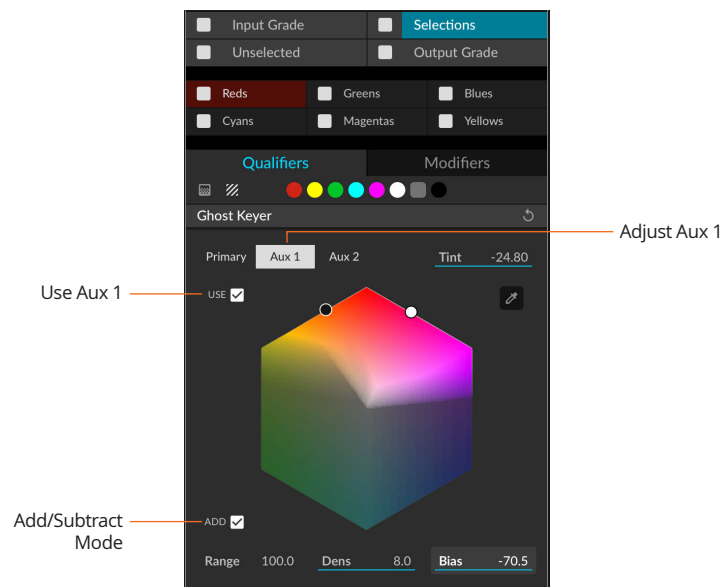 Input Grade Selections
Unselected Output Grade
Reds Greens Blues
Cyans Magentas Yellows
Qualifiers Modifiers
Ghost Keyer
Adjust Aux 1
Primary Aux 1 Aux 2 Tint -24.80
Use Aux 1
USE
Add/Subtract
Mode
ADD
Range 100.0 Dens 8.0 Bias -70.5